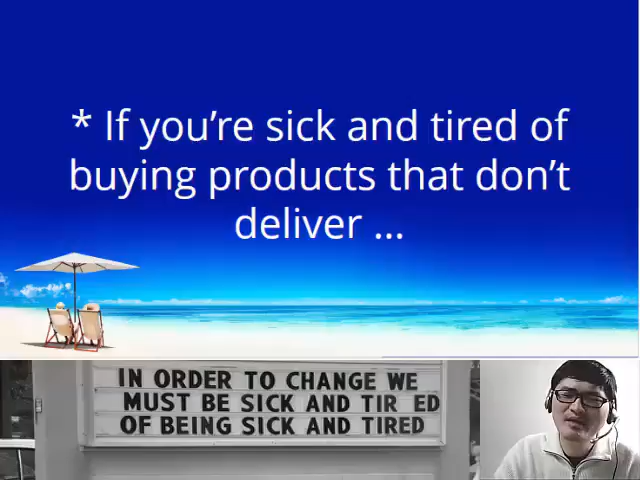 * If you’re sick and tired of
buying products that don’t
deliver ...
IN ORDER TO CHANGE WE
MUST BE SICK AND TIR ED
OF BEING SICK AND TIRED